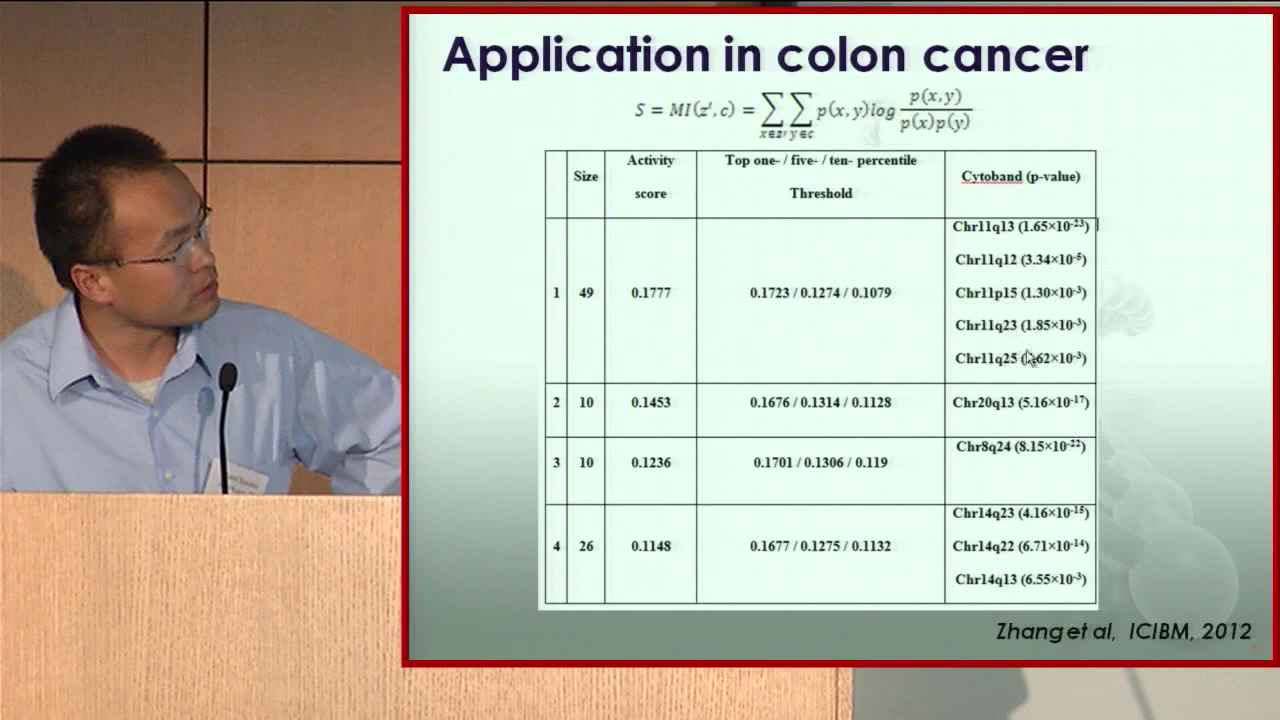 Application in colon cancer
S = MI(z',c) = ∑x∈z' ∑y∈c p(x,y)log p(x,y) / p(x)p(y)
Size Activity score Top one- / five- / ten- percentile Threshold Cytoband (p-value)
1 49 0.1777 0.1723 / 0.1274 / 0.1079 Chr11q13 (1.65×10⁻²³)
Chr11q12 (3.34×10⁻⁵)
Chr11p15 (1.30×10⁻³)
Chr11q23 (1.85×10⁻³)
Chr11q25 62×10⁻³)
2 10 0.1453 0.1676 / 0.1314 / 0.1128 Chr20q13 (5.16×10⁻¹⁷)
3 10 0.1236 0.1701 / 0.1306 / 0.119 Chr8q24 (8.15×10⁻²²)
4 26 0.1148 0.1677 / 0.1275 / 0.1132 Chr14q23 (4.16×10⁻¹⁵)
Chr14q22 (6.71×10⁻¹⁴)
Chr14q13 (6.55×10⁻³)
Zhang et al, ICIBM, 2012